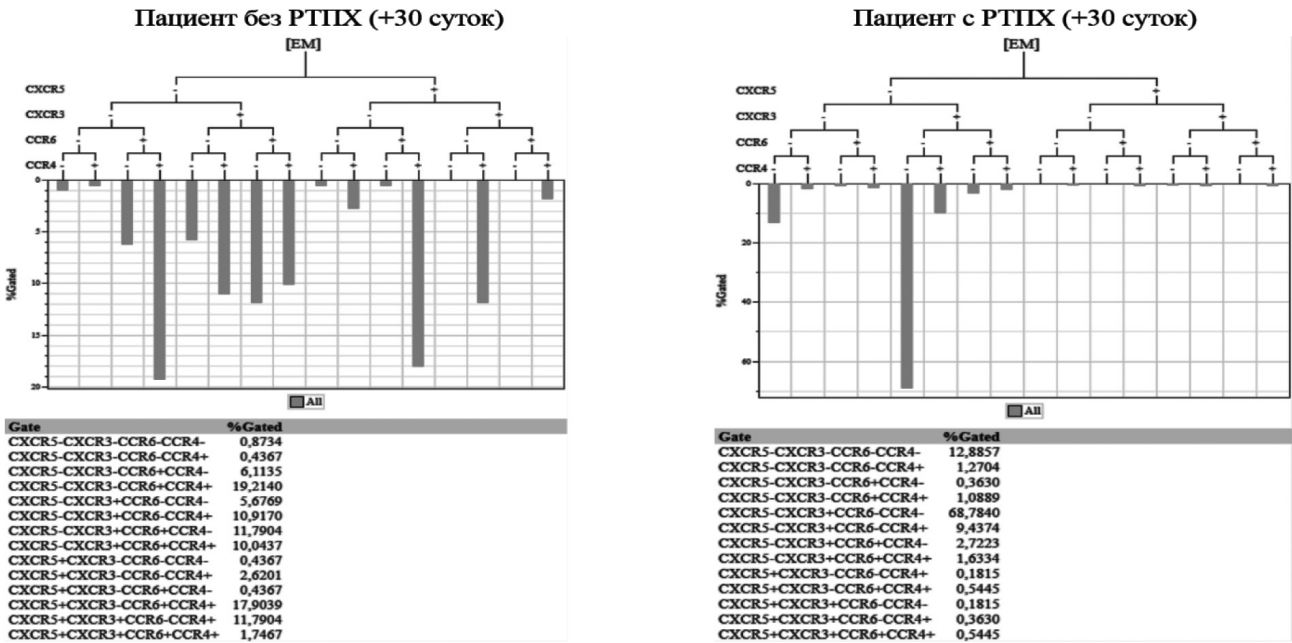 Пациент без РТПХ (+30 суток)
[EM]
CXCR5
- +
CXCR3
- + - +
CCR6
- + - + - + - +
CCR4
- + - + - + - + - + - + - + - +
0
5
10
15
20
%Gated
All
Gate %Gated
CXCR5-CXCR3-CCR6-CCR4- 0,8734
CXCR5-CXCR3-CCR6-CCR4+ 0,4367
CXCR5-CXCR3-CCR6+CCR4- 6,1135
CXCR5-CXCR3-CCR6+CCR4+ 19,2140
CXCR5-CXCR3+CCR6-CCR4- 5,6769
CXCR5-CXCR3+CCR6-CCR4+ 10,9170
CXCR5-CXCR3+CCR6+CCR4- 11,7904
CXCR5-CXCR3+CCR6+CCR4+ 10,0437
CXCR5+CXCR3-CCR6-CCR4- 0,4367
CXCR5+CXCR3-CCR6-CCR4+ 2,6201
CXCR5+CXCR3-CCR6+CCR4- 0,4367
CXCR5+CXCR3-CCR6+CCR4+ 17,9039
CXCR5+CXCR3+CCR6-CCR4+ 11,7904
CXCR5+CXCR3+CCR6+CCR4+ 1,7467
Пациент с РТПХ (+30 суток)
[EM]
CXCR5
- +
CXCR3
- + - +
CCR6
- + - + - + - +
CCR4
- + - + - + - + - + - + - + - +
0
20
40
60
%Gated
All
Gate %Gated
CXCR5-CXCR3-CCR6-CCR4- 12,8857
CXCR5-CXCR3-CCR6-CCR4+ 1,2704
CXCR5-CXCR3-CCR6+CCR4- 0,3630
CXCR5-CXCR3-CCR6+CCR4+ 1,0889
CXCR5-CXCR3+CCR6-CCR4- 68,7840
CXCR5-CXCR3+CCR6-CCR4+ 9,4374
CXCR5-CXCR3+CCR6+CCR4- 2,7223
CXCR5-CXCR3+CCR6+CCR4+ 1,6334
CXCR5+CXCR3-CCR6-CCR4+ 0,1815
CXCR5+CXCR3-CCR6+CCR4+ 0,5445
CXCR5+CXCR3+CCR6-CCR4- 0,1815
CXCR5+CXCR3+CCR6-CCR4+ 0,3630
CXCR5+CXCR3+CCR6+CCR4+ 0,5445